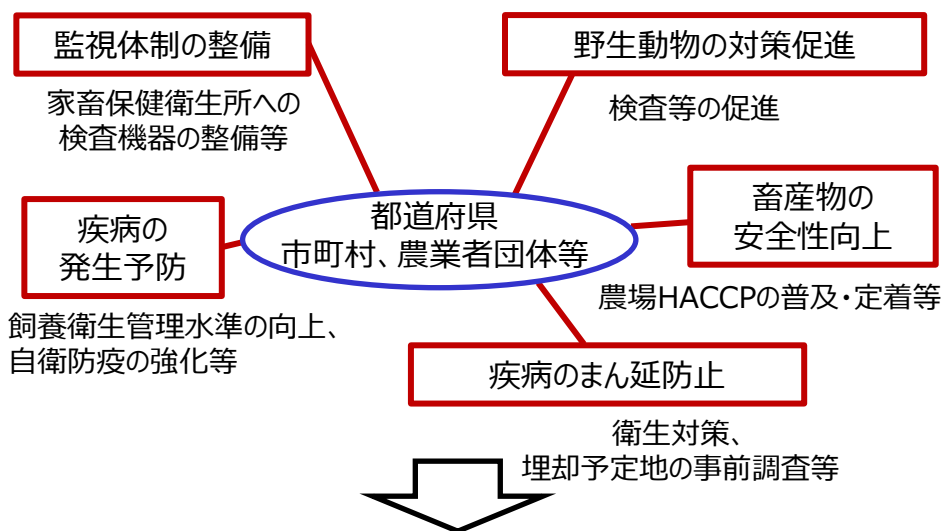 監視体制の整備
家畜保健衛生所への
検査機器の整備等
野生動物の対策促進
検査等の促進
都道府県
市町村、農業者団体等
疾病の
発生予防
飼養衛生管理水準の向上、
自衛防疫の強化等
畜産物の
安全性向上
農場HACCPの普及・定着等
疾病のまん延防止
衛生対策、
埋却予定地の事前調査等